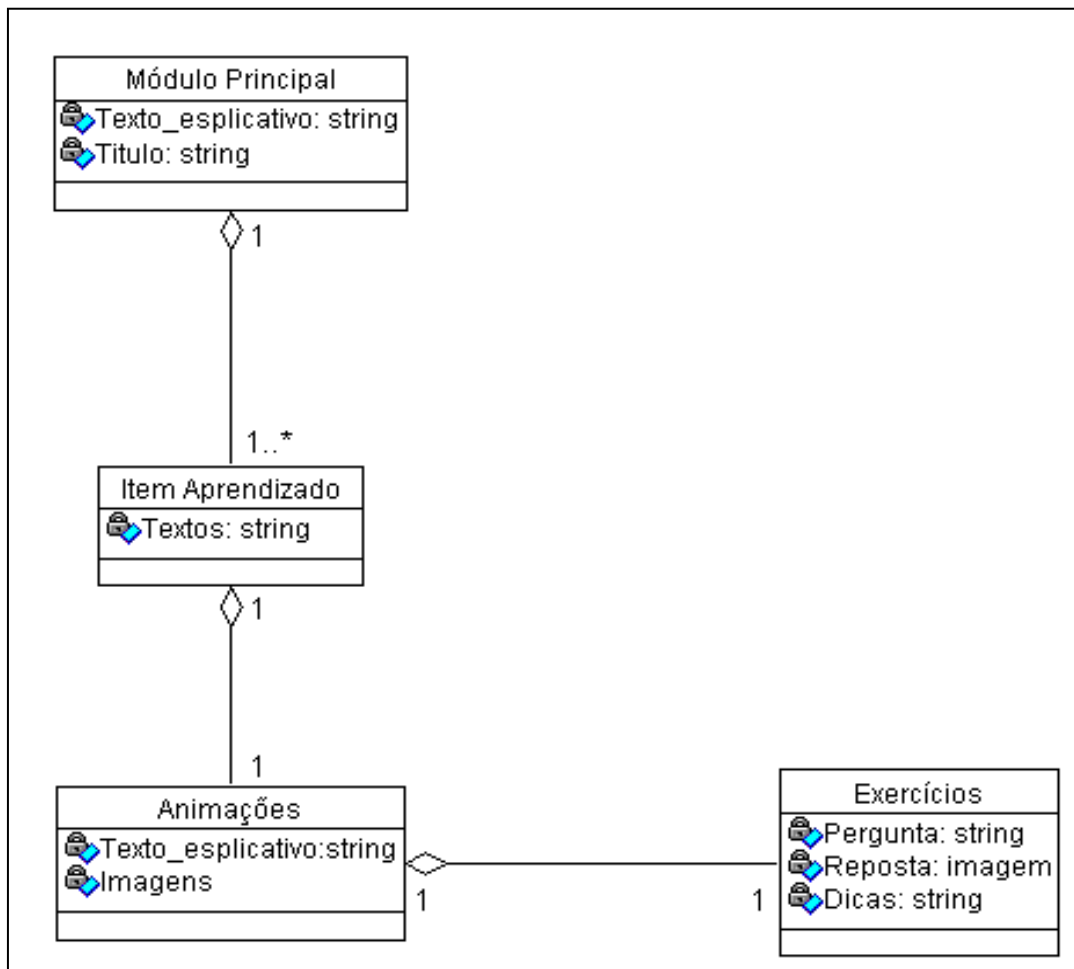 Módulo Principal
Texto_esplicativo: string
Titulo: string
1
1..*
Item Aprendizado
Textos: string
1
1
Animações
Texto_esplicativo:string
Imagens
1
1
Exercícios
Pergunta: string
Reposta: imagem
Dicas: string